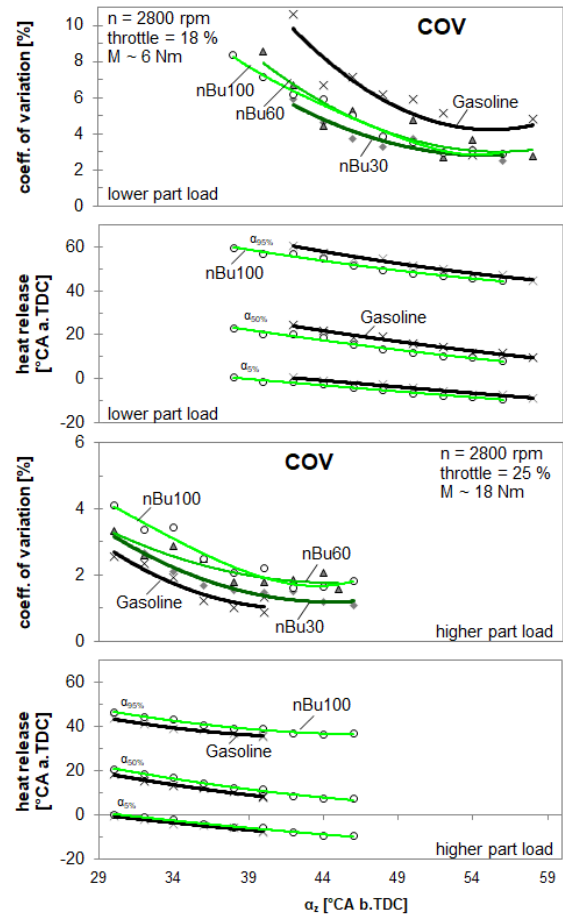 n = 2800 rpm
throttle = 18 %
M ~ 6 Nm
COV
coeff. of variation [%]
10
8
6
4
2
0
nBu100
nBu60
Gasoline
nBu30
lower part load
heat release
[°CA a.TDC]
60
40
20
0
-20
α95%
nBu100
Gasoline
α50%
α5%
lower part load
coeff. of variation [%]
6
4
2
0
COV
n = 2800 rpm
throttle = 25 %
M ~ 18 Nm
nBu100
nBu60
Gasoline
nBu30
higher part load
heat release
[°CA a.TDC]
60
40
20
0
-20
α95%
nBu100
Gasoline
α50%
α5%
higher part load
29 34 39 44 49 54 59
αz [°CA b.TDC]